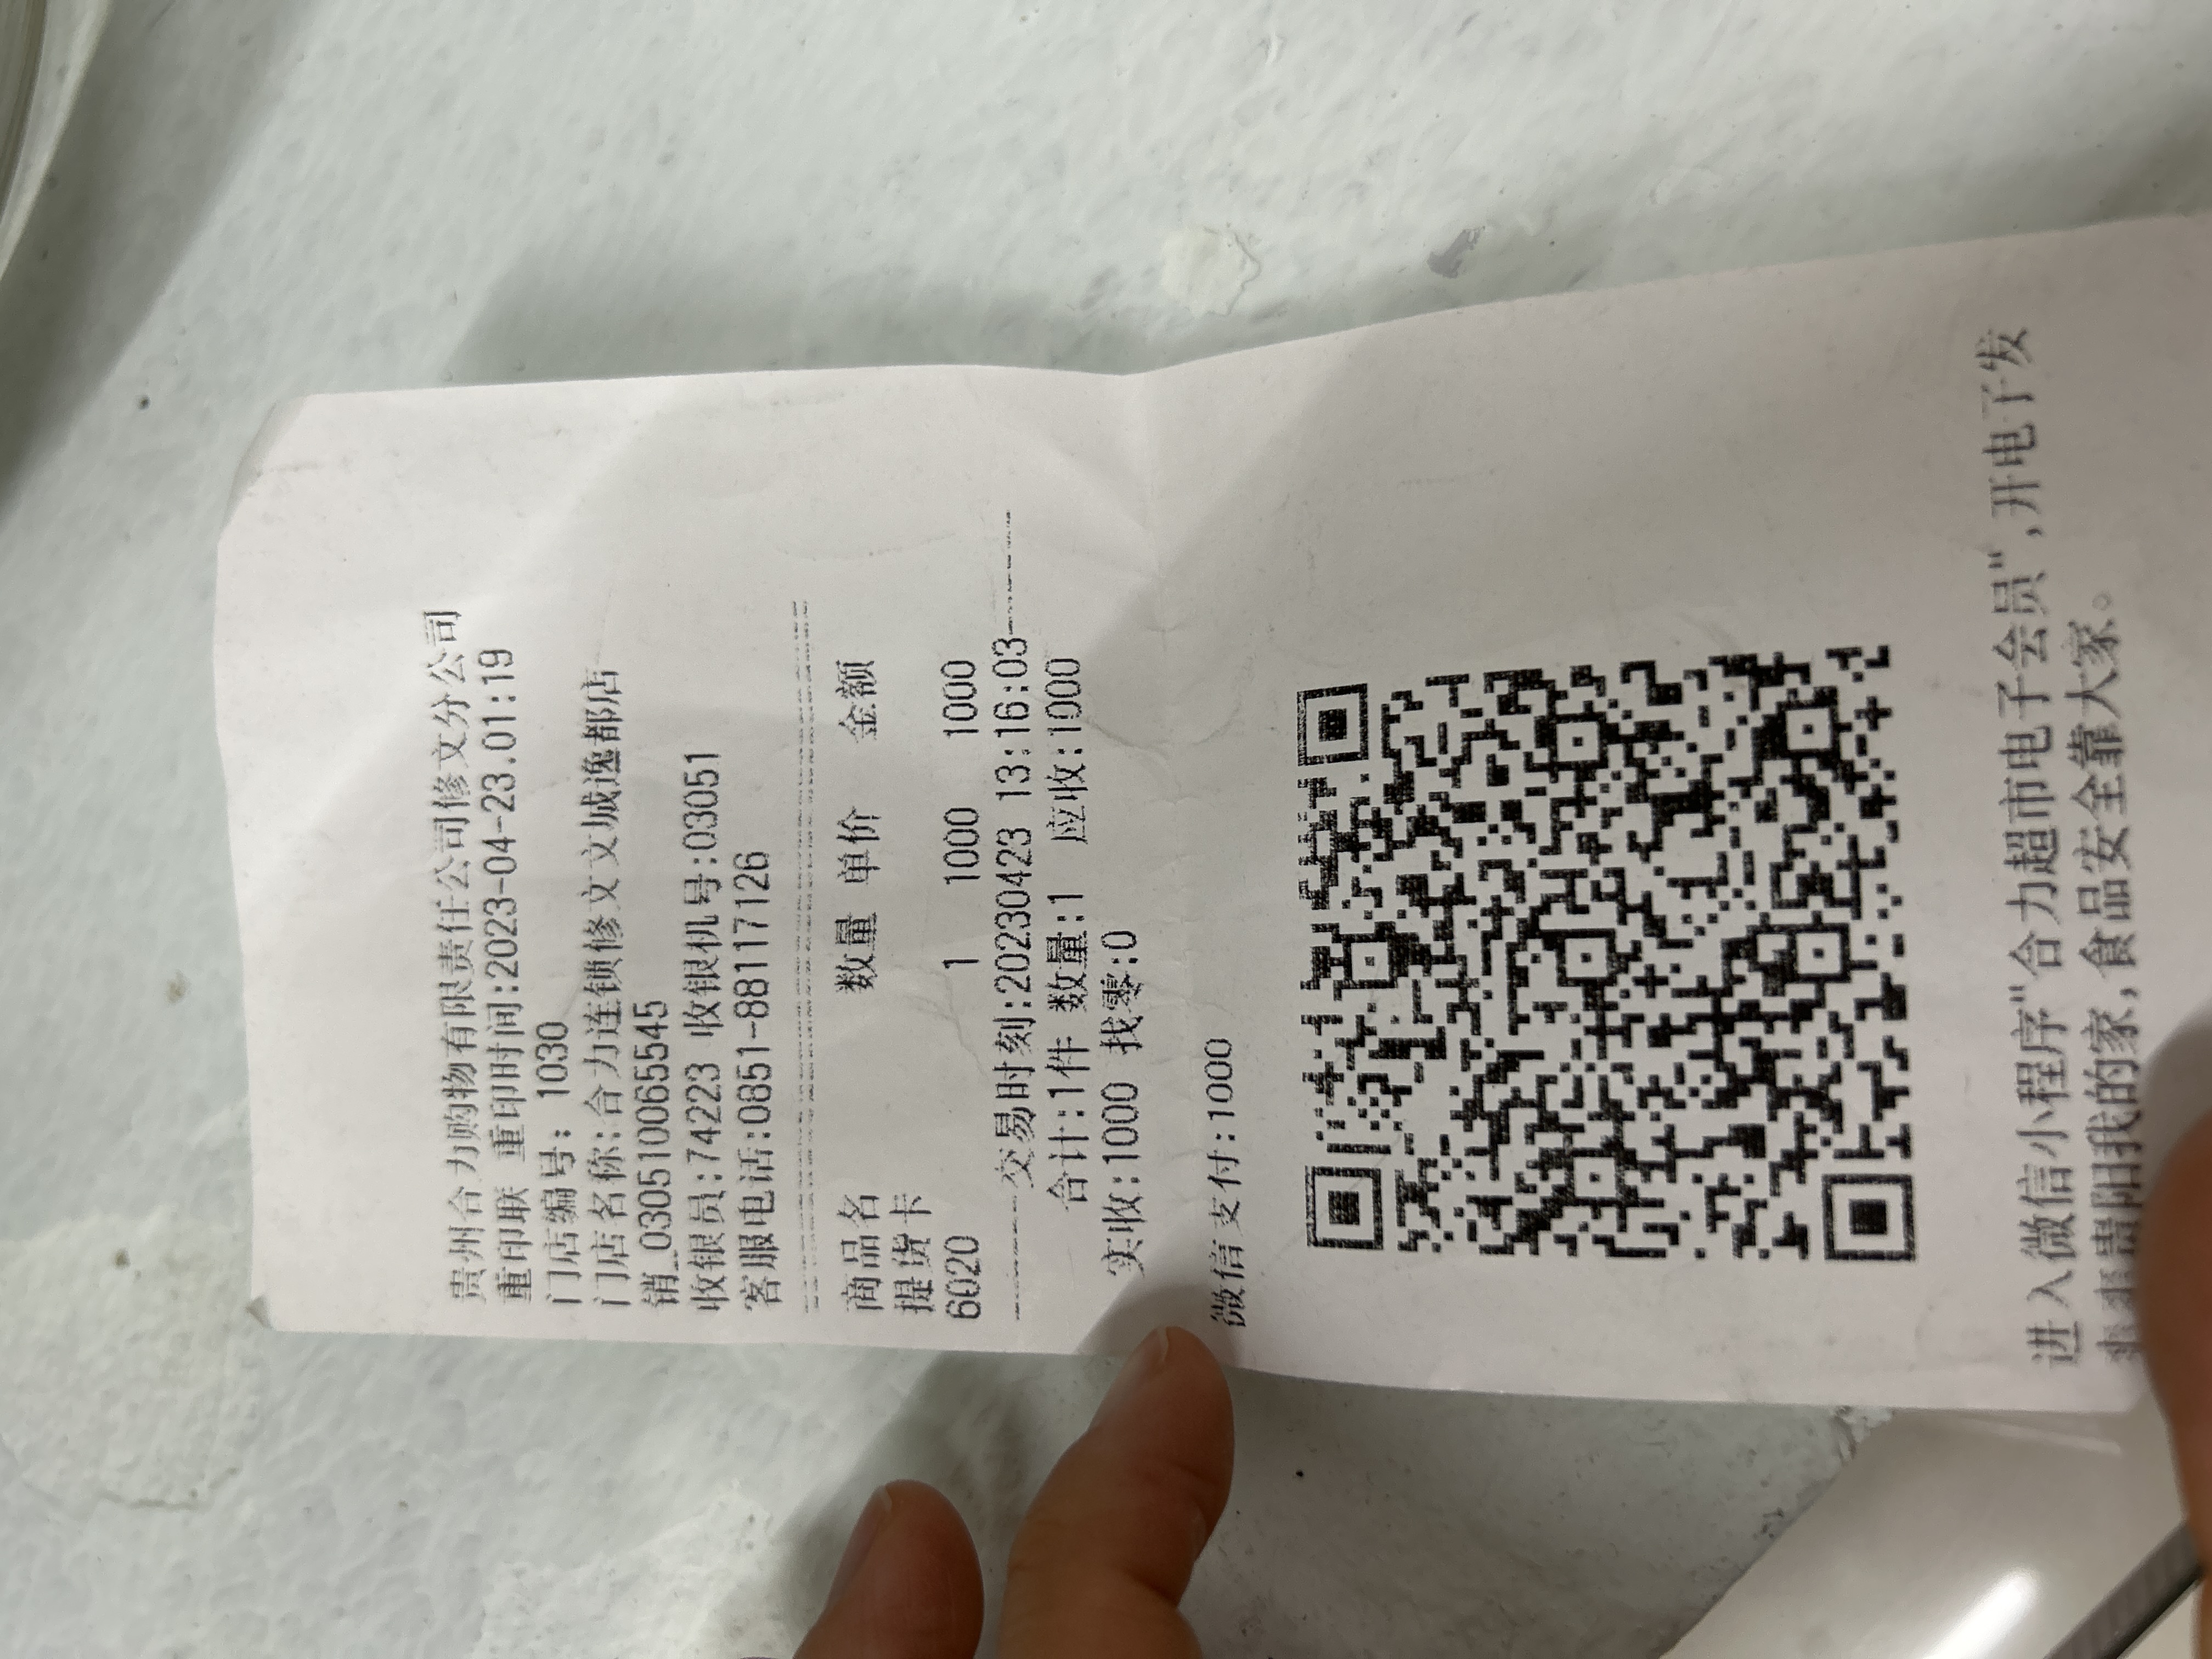 贵州合力购物有限责任公司修文分公司
重印联 重印时间:2023-04-23.01:19
门店编号: 1030
门店名称:合力连锁修文文城逸都店
销_030510065545
收银员:74223 收银机号:03051
客服电话:0851-88117126
商品名 数量 单价 金额
提货卡
6020 1 1000 1000
交易时刻:20230423 13:16:03
合计:1件 数量:1 应收:1000
实收:1000 找零:0
微信支付:1000
进入微信小程序"合力超市电子会员",开电子发
贵阳我的家,食品安全靠大家。